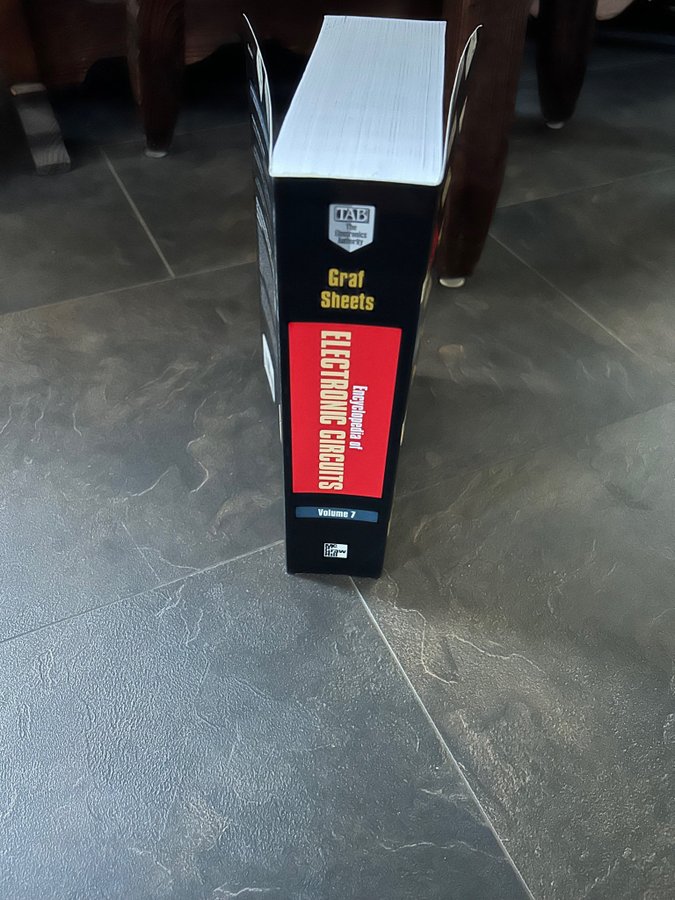 TAB
The
Electronics
Authority
Graf
Sheets
Encyclopedia of
ELECTRONIC CIRCUITS
Volume 7